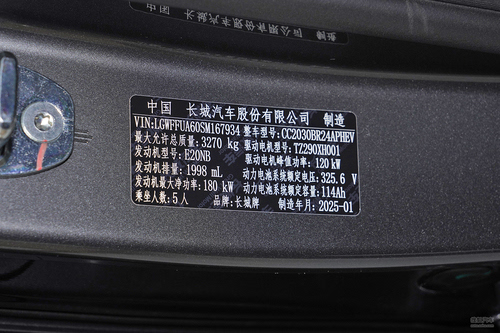 中国 长城汽车股份有限公司 制造
VIN:LGWFFUA60SM167934 整车型号:CC2030BR24APHEV
最大允许总质量:3270 kg 驱动电机型号:TZ290XH001
发动机型号:E20NB 驱动电机峰值功率:120 kW
发动机排量:1998 mL 动力电池系统额定电压:325.6 V
发动机最大净功率:180 kW 动力电池系统额定容量:114Ah
乘坐人数:5人 品牌:长城牌 制造年月:2025-01